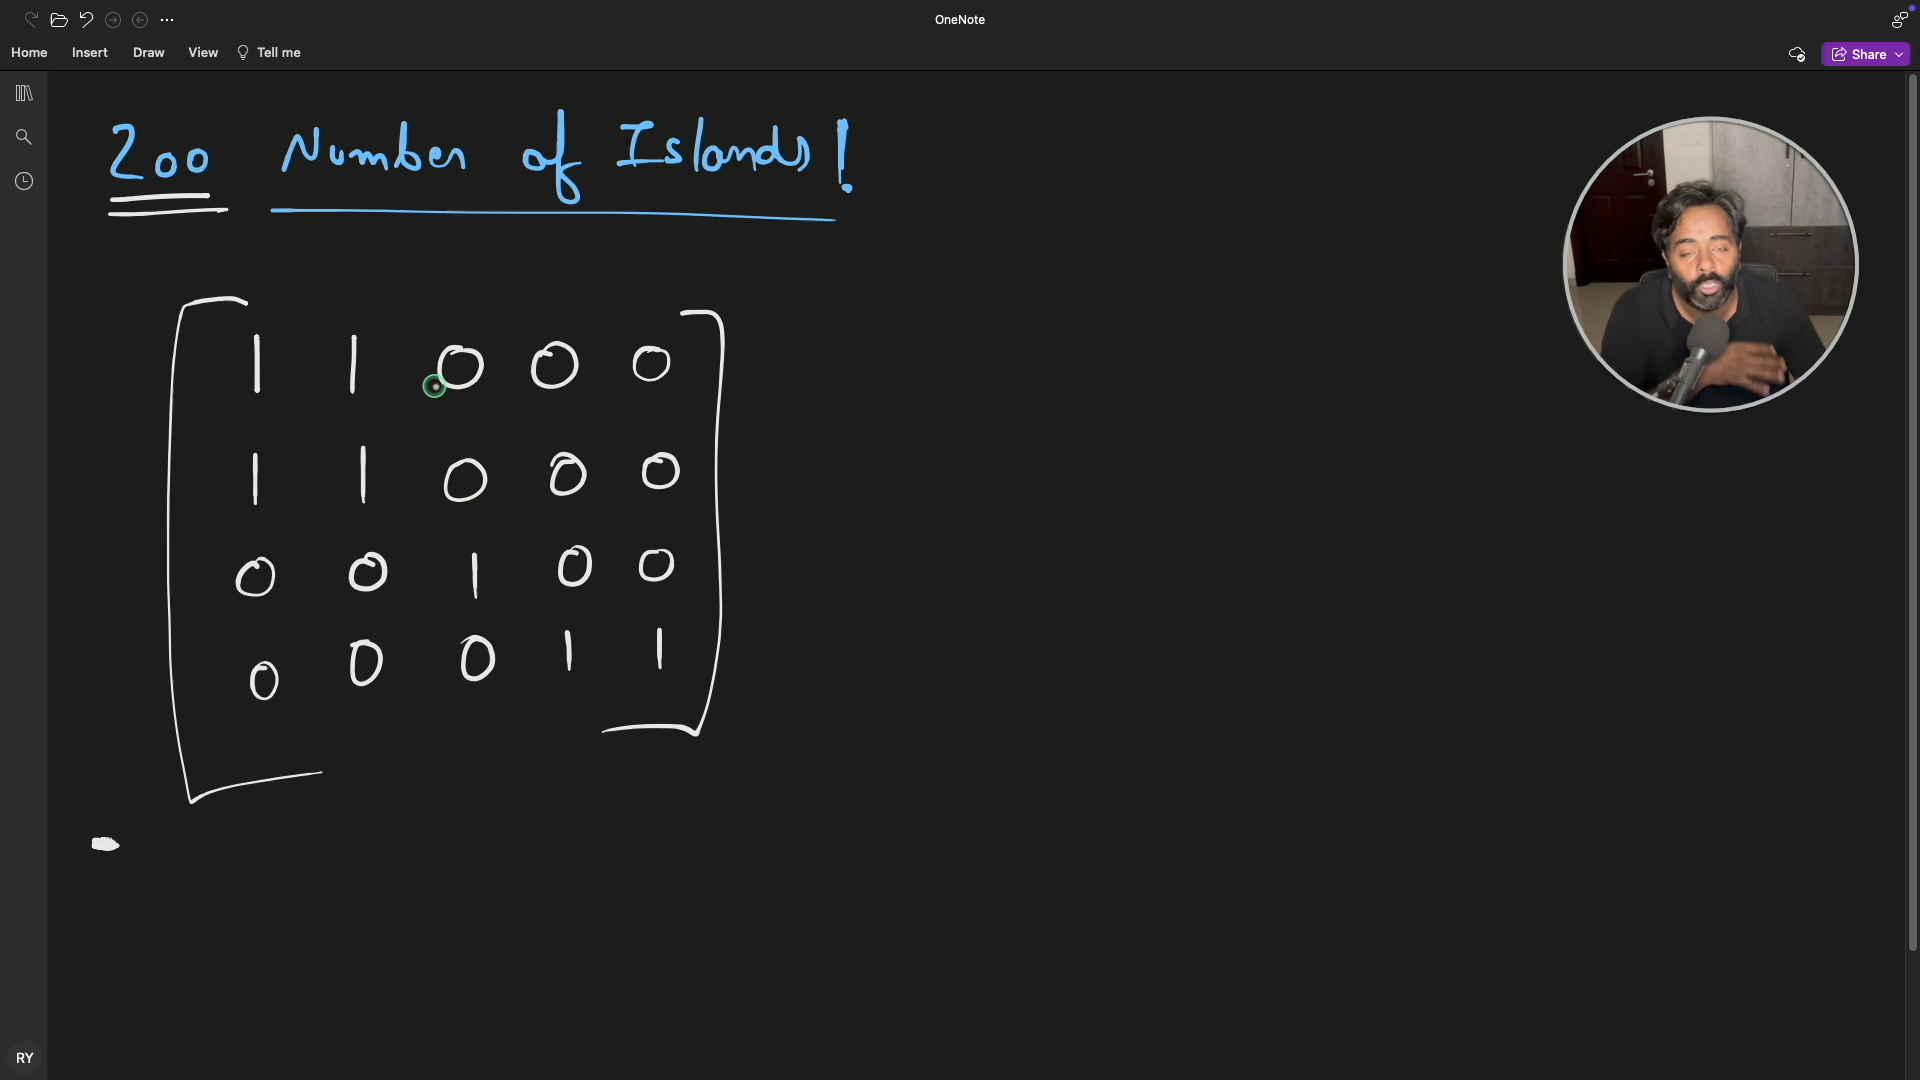 OneNote
Home Insert Draw View Tell me Share
200 Number of Islands!
1 1 0 0 0
1 1 0 0 0
0 0 1 0 0
0 0 0 1 1
RY